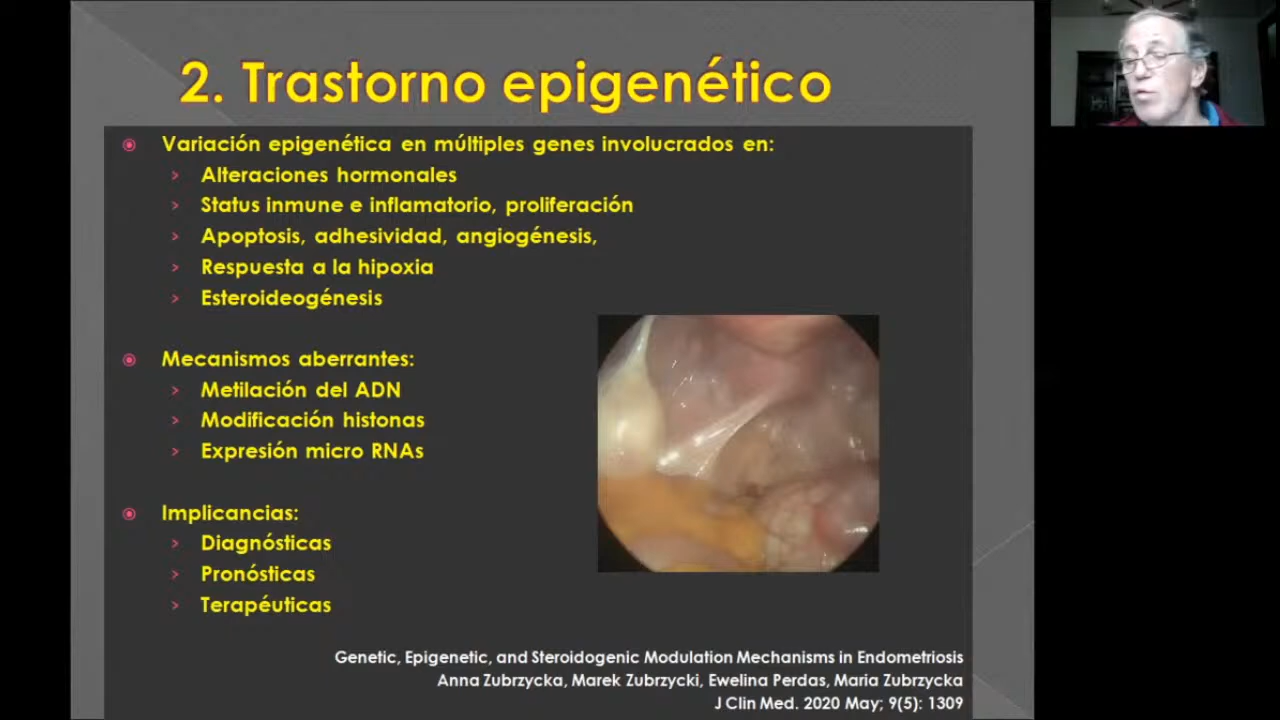 2. Trastorno epigenético
Variación epigenética en múltiples genes involucrados en:
Alteraciones hormonales
Status inmune e inflamatorio, proliferación
Apoptosis, adhesividad, angiogénesis,
Respuesta a la hipoxia
Esteroideogénesis
Mecanismos aberrantes:
Metilación del ADN
Modificación histonas
Expresión micro RNAs
Implicancias:
Diagnósticas
Pronósticas
Terapéuticas
Genetic, Epigenetic, and Steroidogenic Modulation Mechanisms in Endometriosis
Anna Zubrzycka, Marek Zubrzycki, Ewelina Perdas, Maria Zubrzycka
J Clin Med. 2020 May; 9(5): 1309